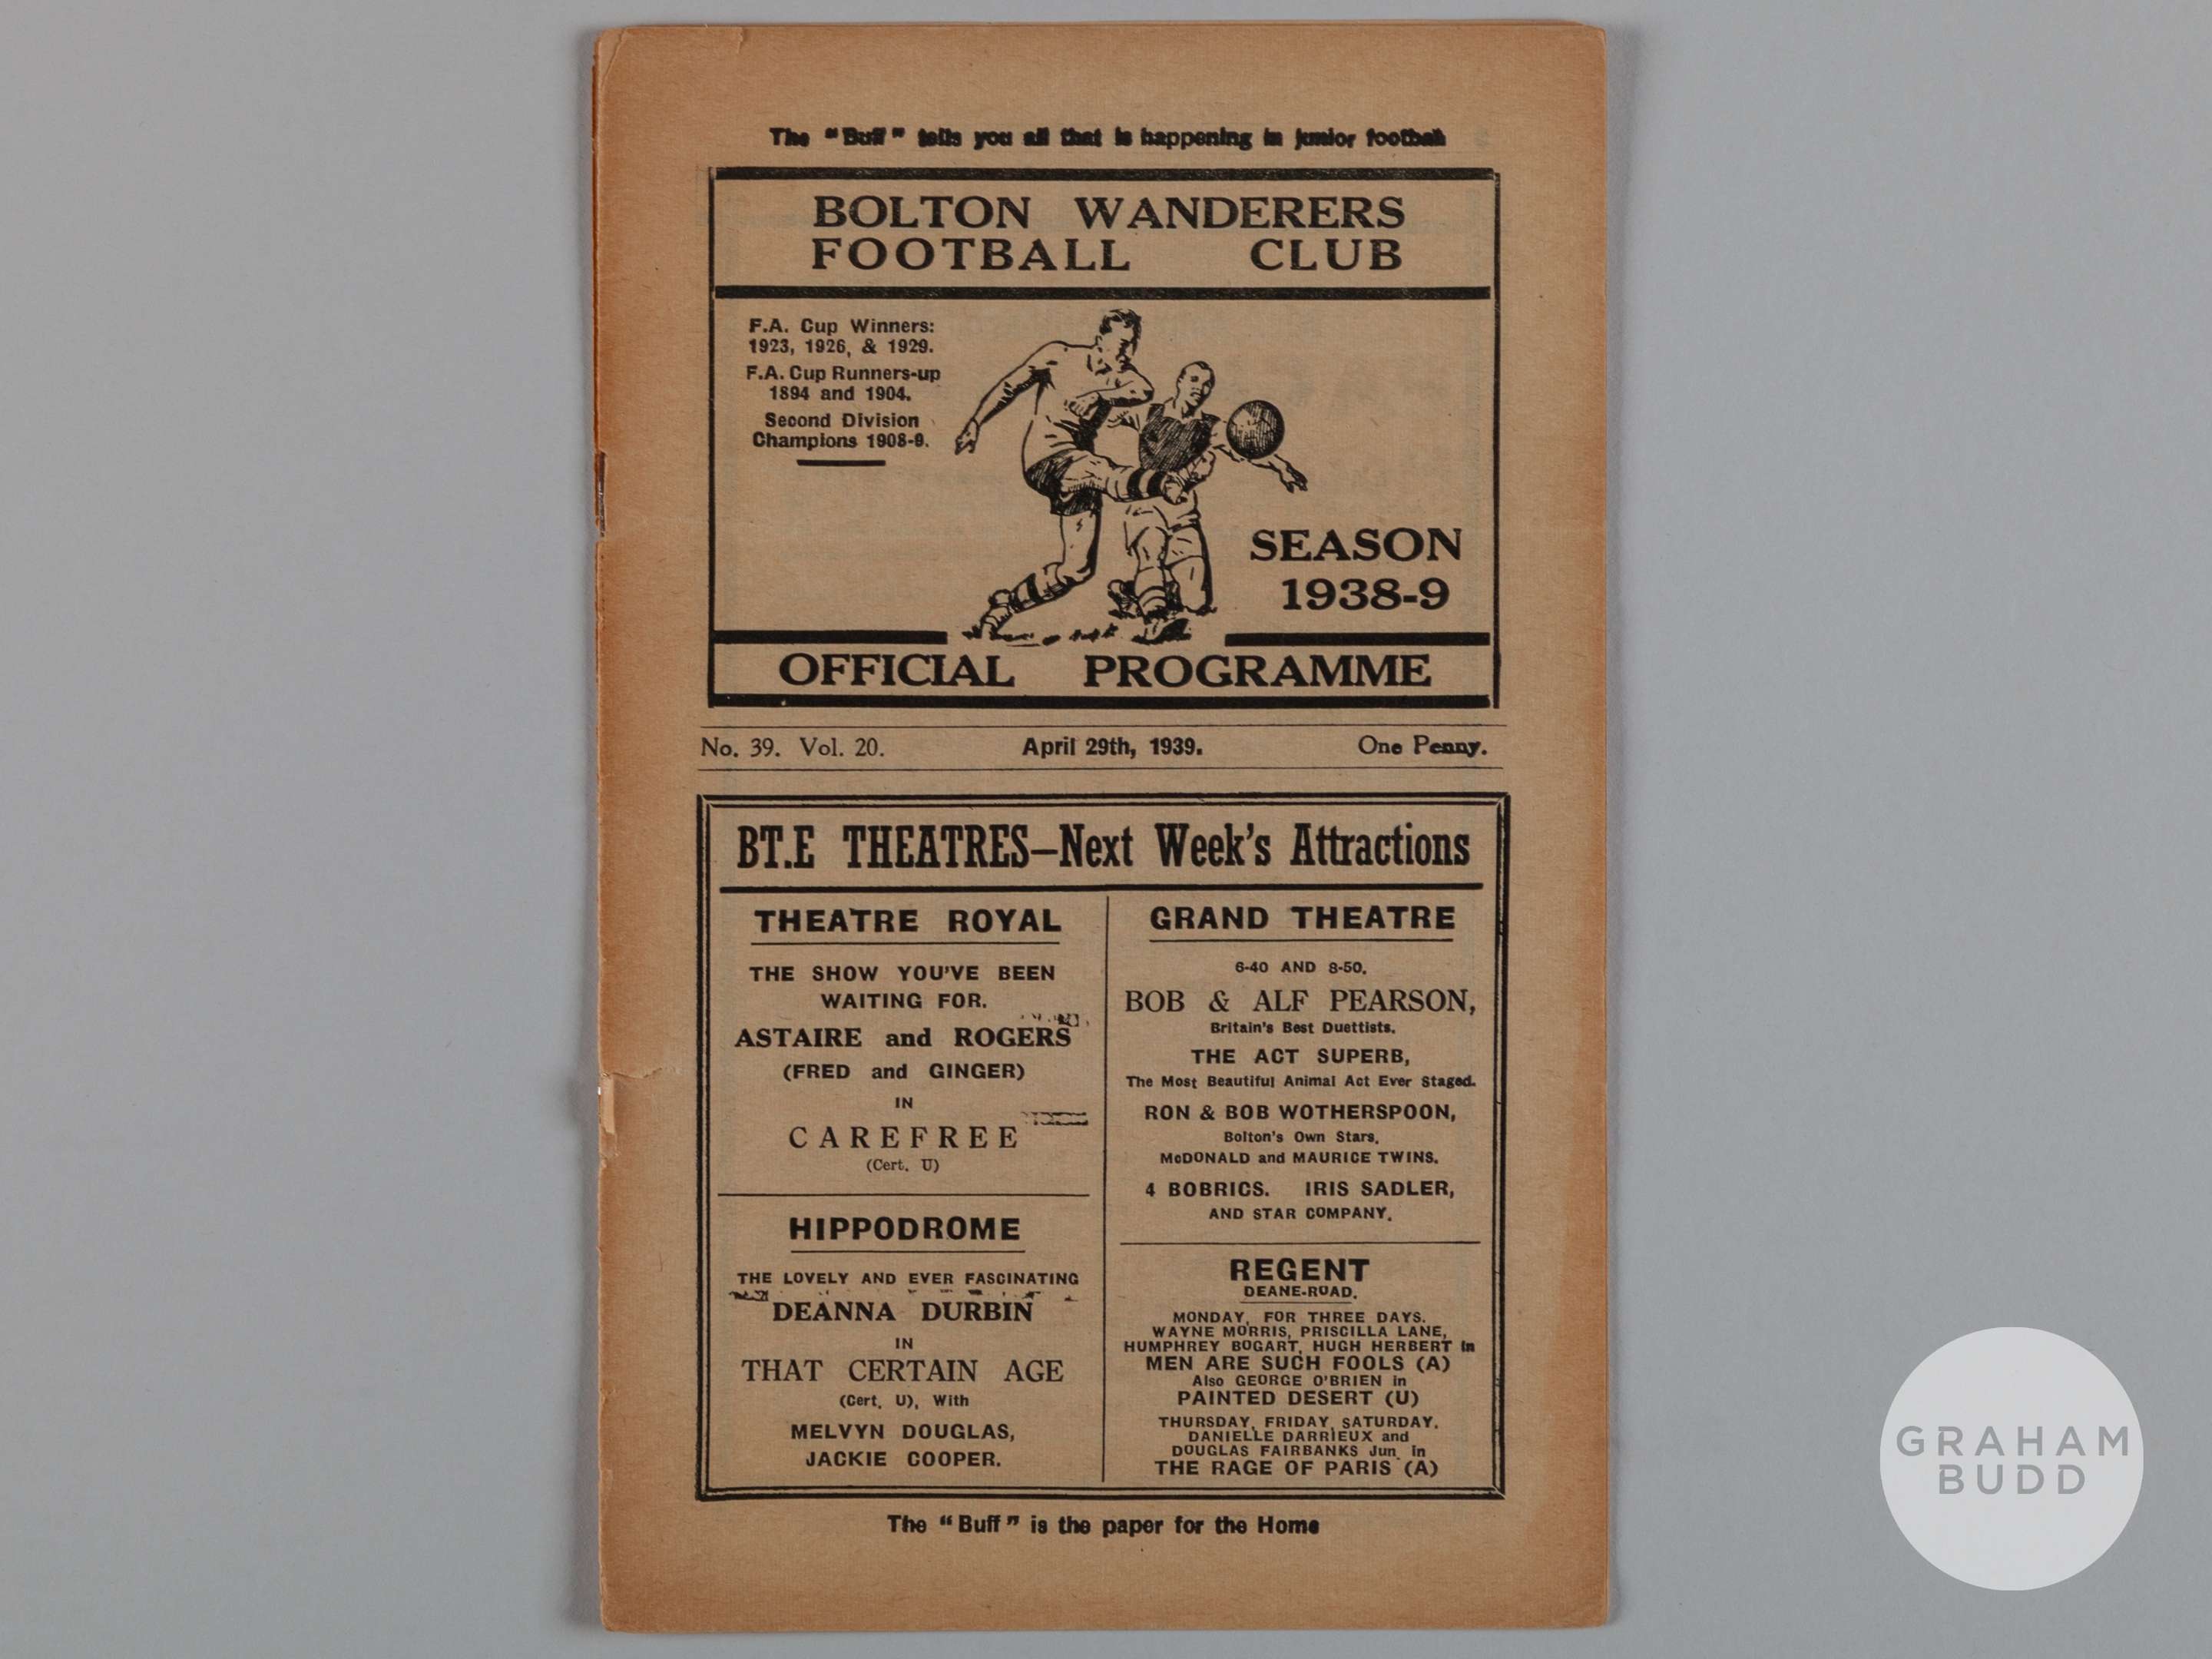 The "Buff" tells you all that is happening in junior football
BOLTON WANDERERS
FOOTBALL CLUB
F.A. Cup Winners:
1923, 1926, & 1929.
F.A. Cup Runners-up
1894 and 1904.
Second Division
Champions 1908-9.
SEASON
1938-9
OFFICIAL PROGRAMME
No. 39. Vol. 20. April 29th, 1939. One Penny.
BT.E THEATRES—Next Week's Attractions
THEATRE ROYAL
THE SHOW YOU'VE BEEN
WAITING FOR.
ASTAIRE and ROGERS
(FRED and GINGER)
IN
CAREFREE
(Cert. U)
HIPPODROME
THE LOVELY AND EVER FASCINATING
DEANNA DURBIN
IN
THAT CERTAIN AGE
(Cert. U), With
MELVYN DOUGLAS,
JACKIE COOPER.
GRAND THEATRE
6-40 AND 8-50.
BOB & ALF PEARSON,
Britain's Best Duettists.
THE ACT SUPERB,
The Most Beautiful Animal Act Ever Staged.
RON & BOB WOTHERSPOON,
Bolton's Own Stars.
McDONALD and MAURICE TWINS.
4 BOBRICS. IRIS SADLER,
AND STAR COMPANY.
REGENT
DEANE-ROAD.
MONDAY, FOR THREE DAYS.
WAYNE MORRIS, PRISCILLA LANE,
HUMPHREY BOGART, HUGH HERBERT in
MEN ARE SUCH FOOLS (A)
Also GEORGE O'BRIEN in
PAINTED DESERT (U)
THURSDAY, FRIDAY, SATURDAY.
DANIELLE DARRIEUX and
DOUGLAS FAIRBANKS Jun. in
THE RAGE OF PARIS (A)
The "Buff" is the paper for the Home
GRAHAM
BUDD